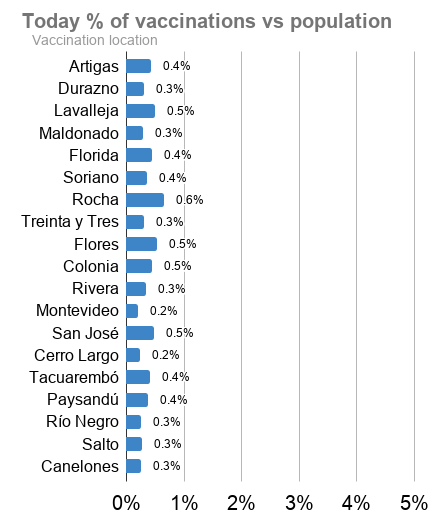 Today % of vaccinations vs population
Vaccination location
Artigas 0.4%
Durazno 0.3%
Lavalleja 0.5%
Maldonado 0.3%
Florida 0.4%
Soriano 0.4%
Rocha 0.6%
Treinta y Tres 0.3%
Flores 0.5%
Colonia 0.5%
Rivera 0.3%
Montevideo 0.2%
San José 0.5%
Cerro Largo 0.2%
Tacuarembó 0.4%
Paysandú 0.4%
Río Negro 0.3%
Salto 0.3%
Canelones 0.3%
0% 1% 2% 3% 4% 5%